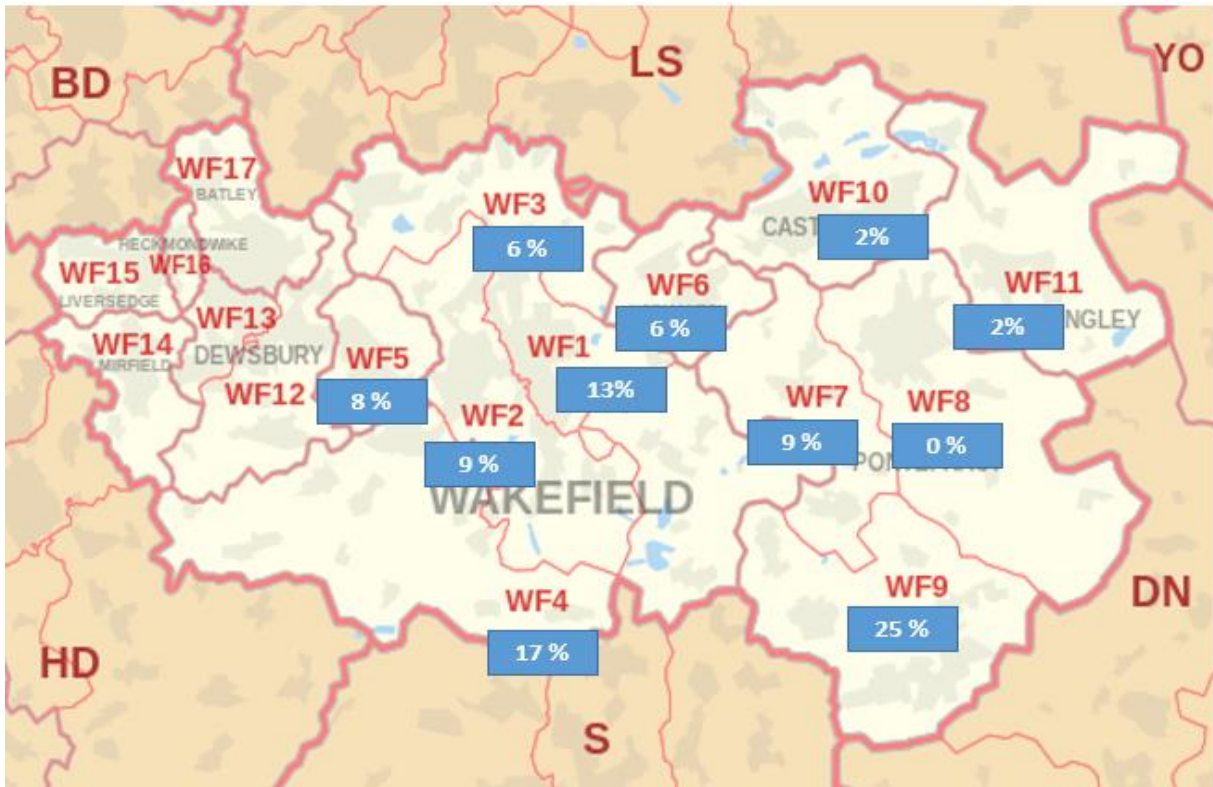 LS
YO
BD
WF17
BATLEY
WF10
WF3
CAST
2%
6 %
HECKMONDWIKE
WF16
WF15
LIVERSEDGE
WF6
6 %
WF11
2%
NGLEY
WF13
WF14
MIRFIELD
DEWSBURY
WF5
8 %
WF12
WF1
13%
WF2
9 %
WF7
9 %
WF8
0 %
WAKEFIELD
WF4
17 %
WF9
25 %
DN
HD
S